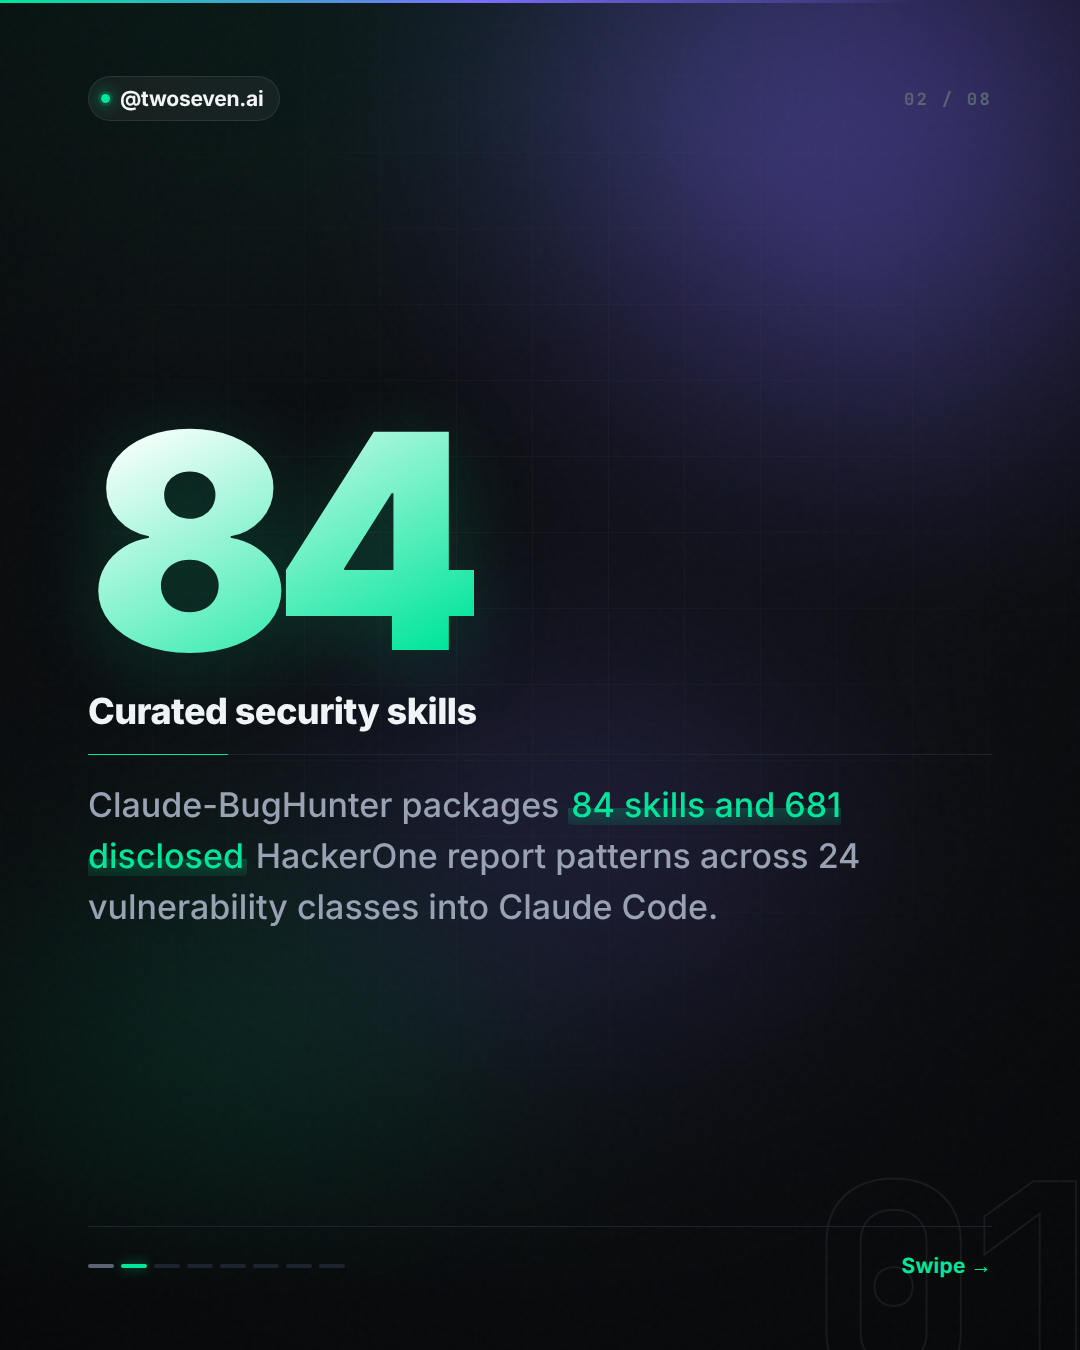 @twoseven.ai
02 / 08
84
Curated security skills
Claude-BugHunter packages 84 skills and 681
disclosed HackerOne report patterns across 24
vulnerability classes into Claude Code.
01
Swipe →